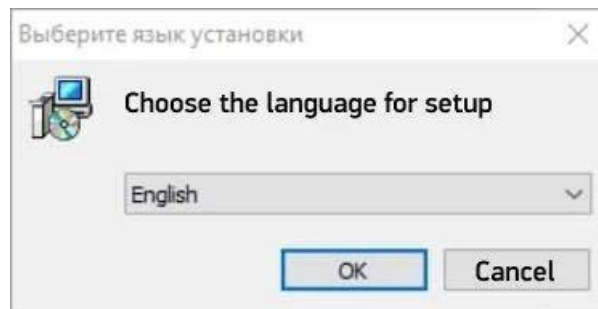 Выберите язык установки
Choose the language for setup
English
OK
Cancel